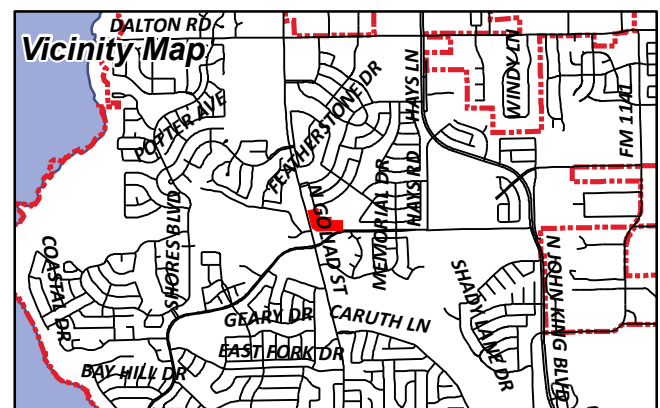 DALTON RD
Vicinity Map
WINDY LN
HAYS LN
FM 1141
POTTER AVE
FEATHERSTONE DR
N GOLIAD ST
MEMORIAL DR
HAYS RD
SHORES BLVD
COASTAL DR
N JOHN KING BLVD
SHADY LANE DR
GEARY DR
CARUTH LN
EAST FORK DR
BAY HILL DR